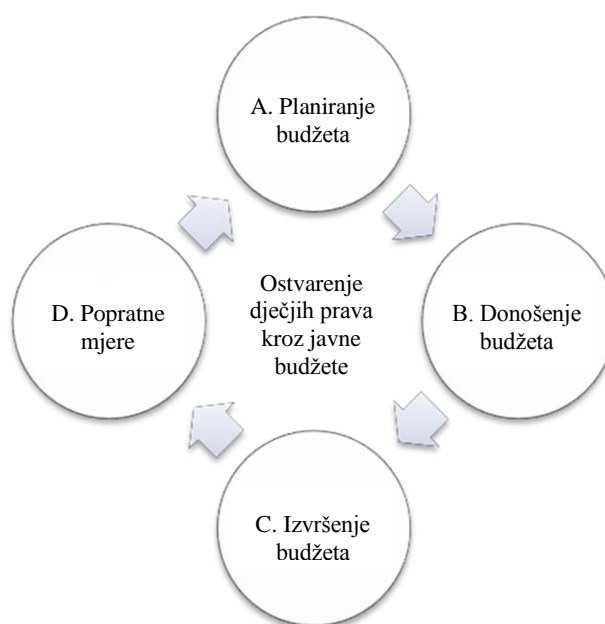 A. Planiranje
budžeta
D. Popratne
mjere
Ostvarenje
dječjih prava
kroz javne
budžete
B. Donošenje
budžeta
C. Izvršenje
budžeta